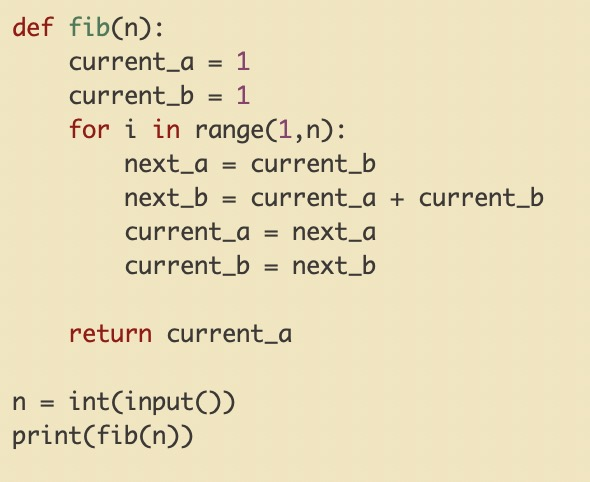 def fib(n):
    current_a = 1
    current_b = 1
    for i in range(1,n):
        next_a = current_b
        next_b = current_a + current_b
        current_a = next_a
        current_b = next_b

    return current_a

n = int(input())
print(fib(n))